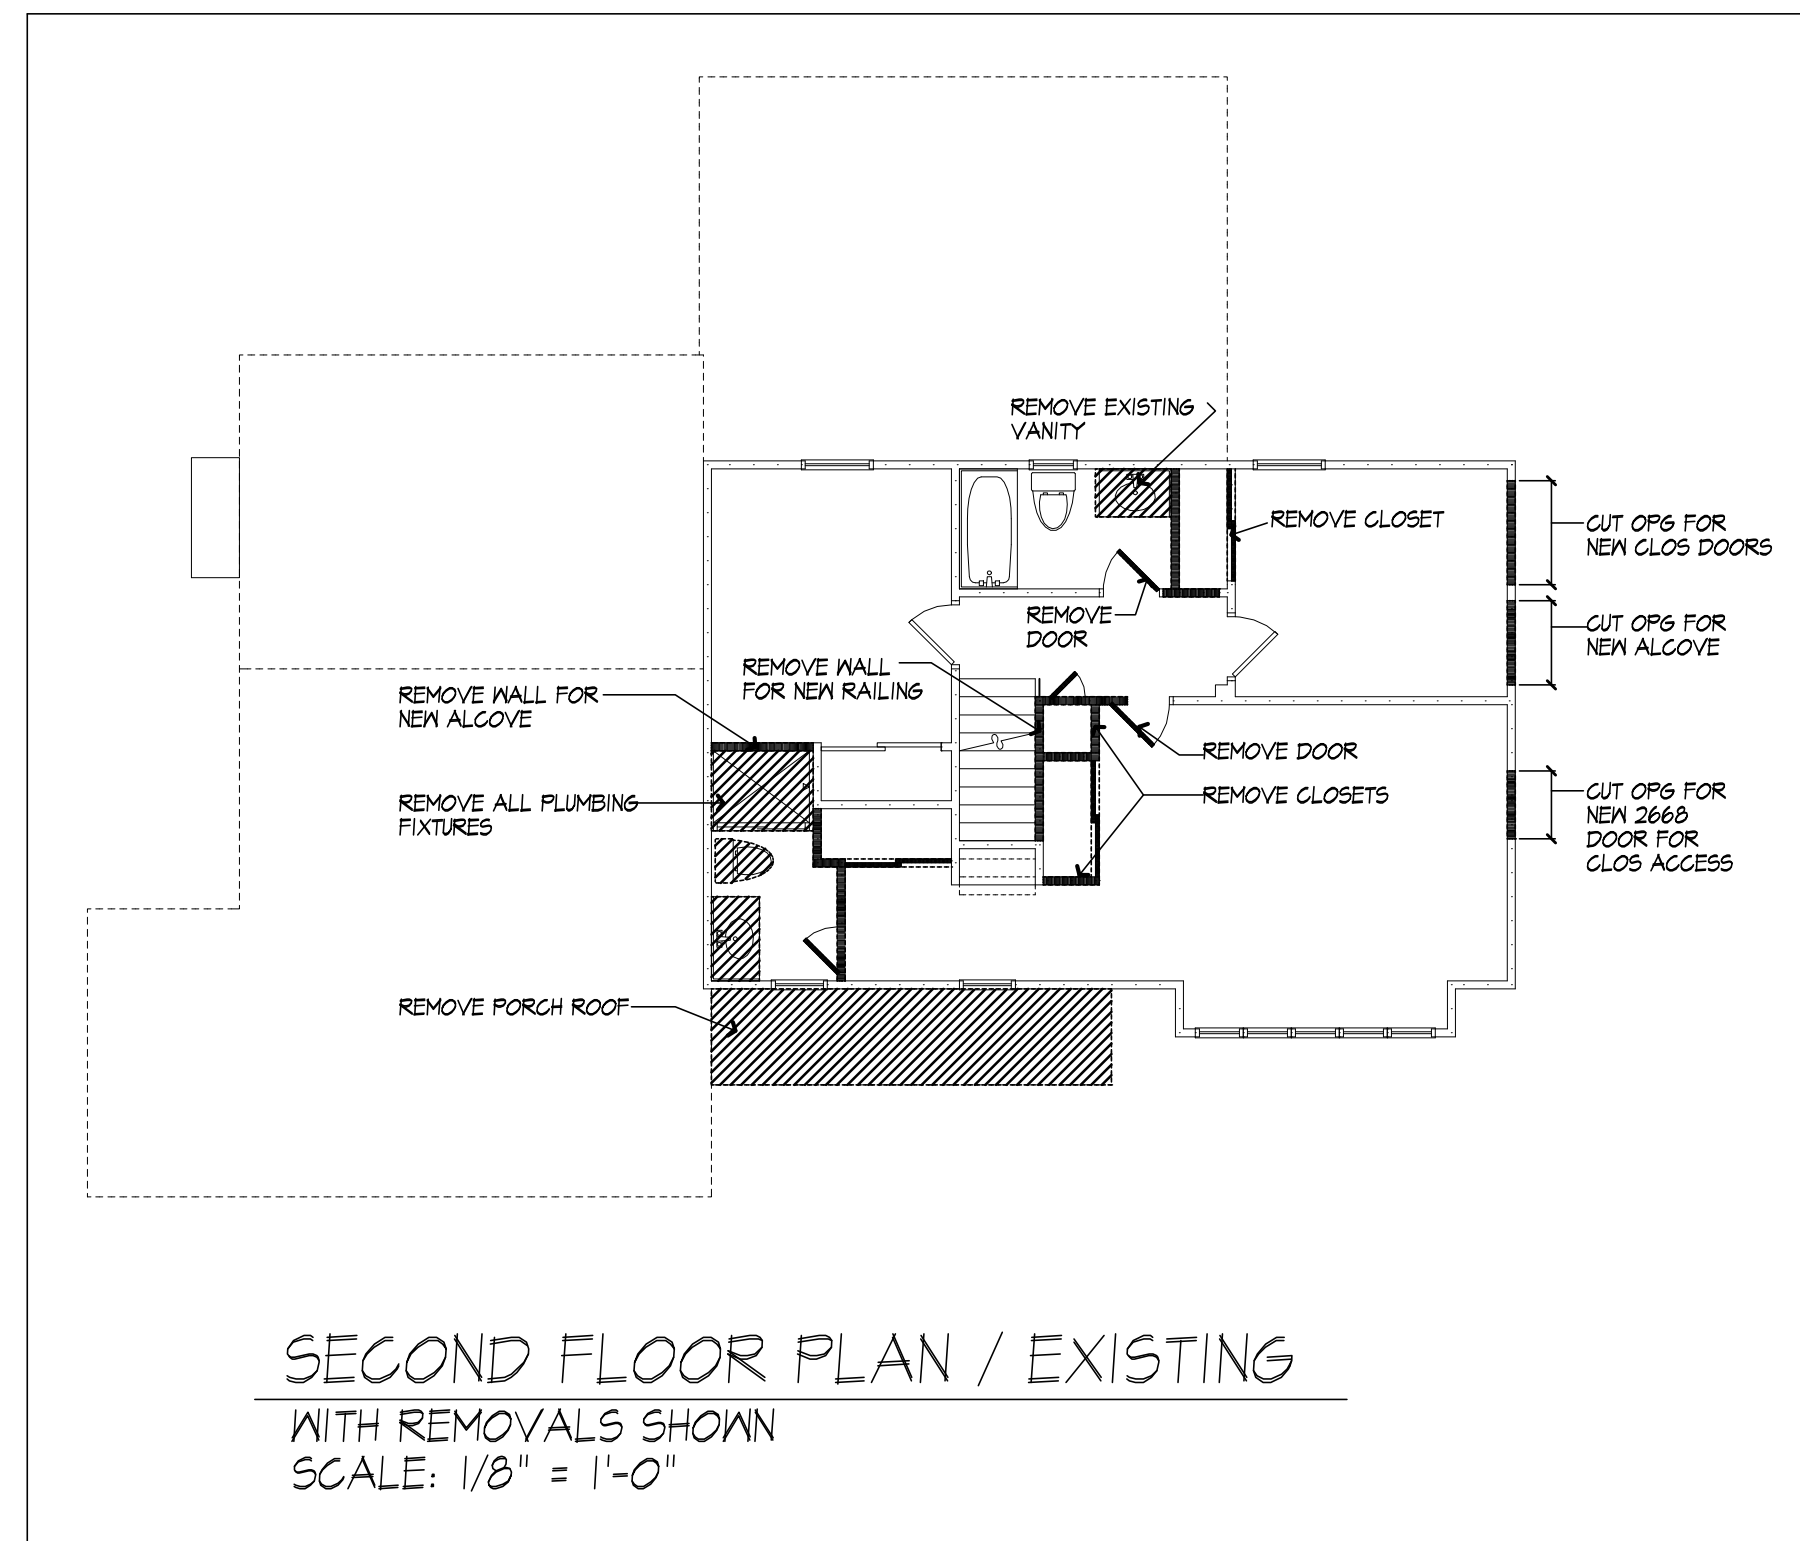 REMOVE EXISTING
VANITY
REMOVE CLOSET
CUT OPG FOR
NEW CLOS DOORS
REMOVE
DOOR
CUT OPG FOR
NEW ALCOVE
REMOVE WALL
FOR NEW RAILING
REMOVE WALL FOR
NEW ALCOVE
REMOVE DOOR
REMOVE ALL PLUMBING
FIXTURES
REMOVE CLOSETS
CUT OPG FOR
NEW 2668
DOOR FOR
CLOS ACCESS
REMOVE PORCH ROOF
SECOND FLOOR PLAN / EXISTING
WITH REMOVALS SHOWN
SCALE: 1/8" = 1'-0"